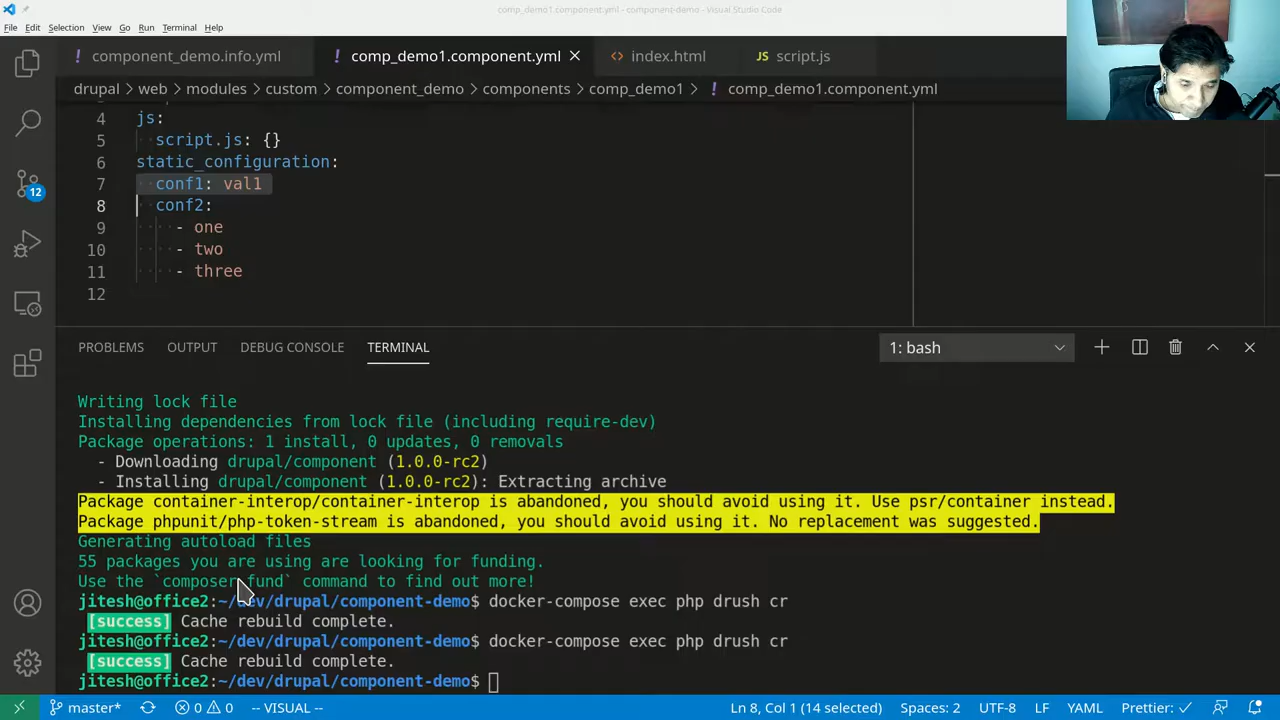 comp_demo1.component.yml - component-demo - Visual Studio Code
File Edit Selection View Go Run Terminal Help
! component_demo.info.yml ! comp_demo1.component.yml <> index.html JS script.js
drupal > web > modules > custom > component_demo > components > comp_demo1 > ! comp_demo1.component.yml
4 js:
5 script.js: {}
6 static_configuration:
7 conf1: val1
8 conf2:
9 - one
10 - two
11 - three
12
12
PROBLEMS OUTPUT DEBUG CONSOLE TERMINAL 1: bash
Writing lock file
Installing dependencies from lock file (including require-dev)
Package operations: 1 install, 0 updates, 0 removals
- Downloading drupal/component (1.0.0-rc2)
- Installing drupal/component (1.0.0-rc2): Extracting archive
Package container-interop/container-interop is abandoned, you should avoid using it. Use psr/container instead.
Package phpunit/php-token-stream is abandoned, you should avoid using it. No replacement was suggested.
Generating autoload files
55 packages you are using are looking for funding.
Use the `composer fund` command to find out more!
jitesh@office2:~/dev/drupal/component-demo$ docker-compose exec php drush cr
[success] Cache rebuild complete.
jitesh@office2:~/dev/drupal/component-demo$ docker-compose exec php drush cr
[success] Cache rebuild complete.
jitesh@office2:~/dev/drupal/component-demo$
master* 0 0 -- VISUAL -- Ln 8, Col 1 (14 selected) Spaces: 2 UTF-8 LF YAML Prettier: ✓